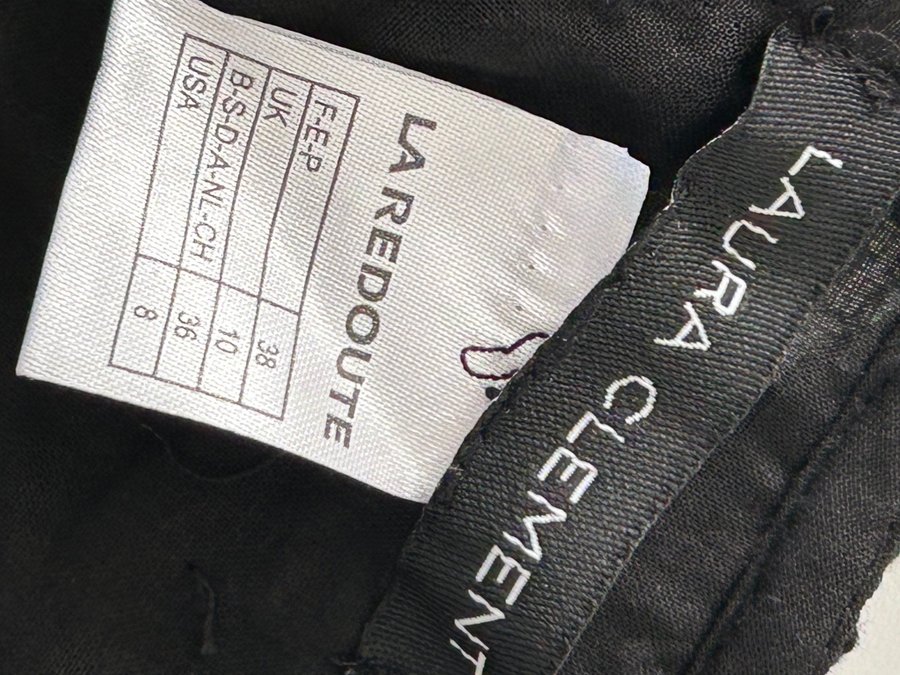 LAURA CLEMENT
LA REDOUTE
F-E-P 38
UK 10
B-S-D-A-NL-CH 36
USA 8